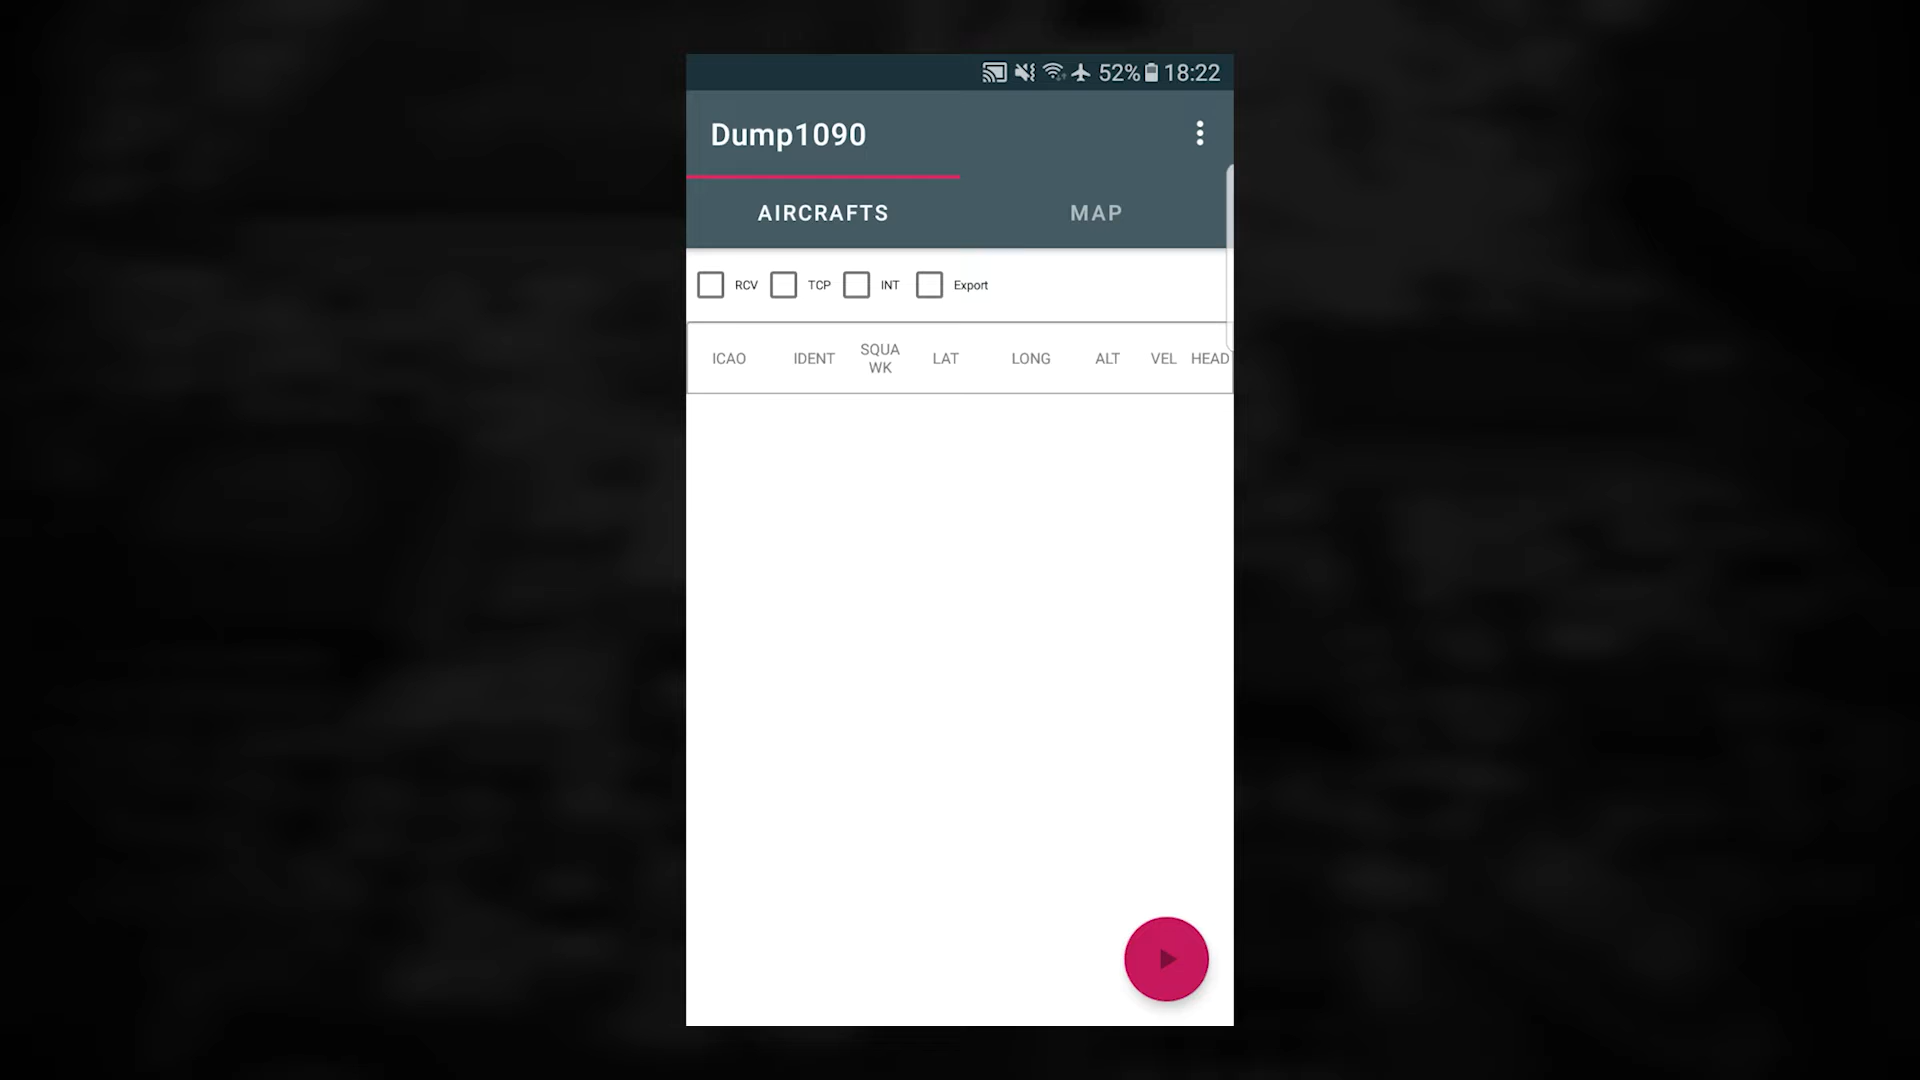 52% 18:22
Dump1090
AIRCRAFTS MAP
RCV TCP INT Export
ICAO IDENT SQUA WK LAT LONG ALT VEL HEAD